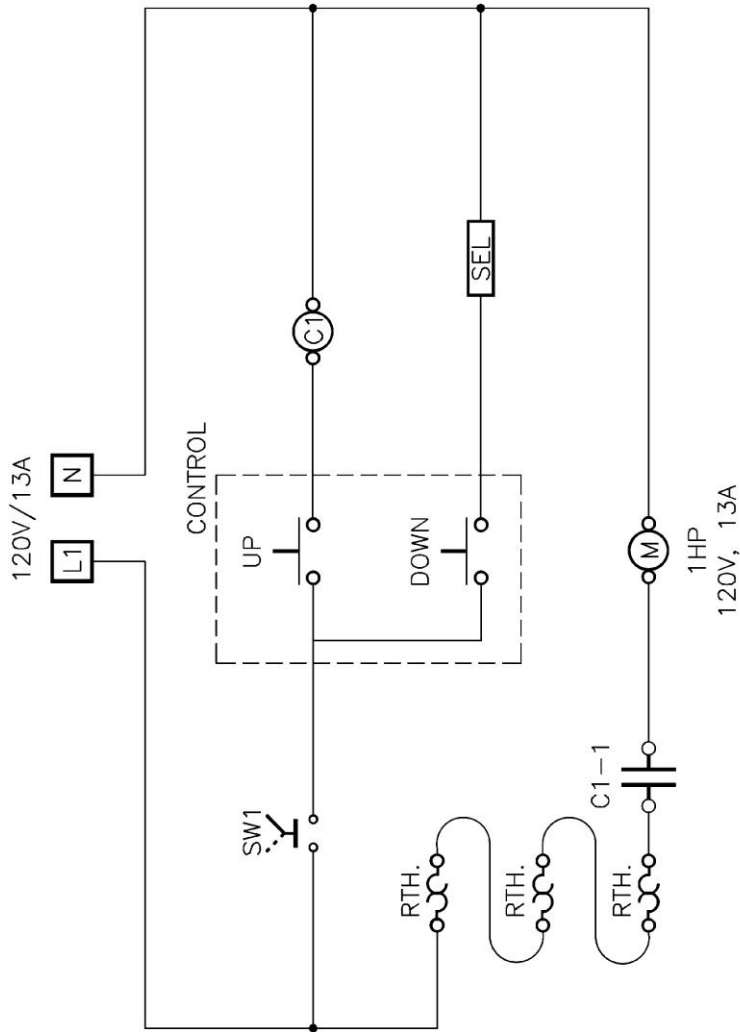 120V/13A
L1
N
CONTROL
UP
C1
SW1
DOWN
SEL
RTH.
RTH.
RTH.
C1-1
M
1HP
120V, 13A